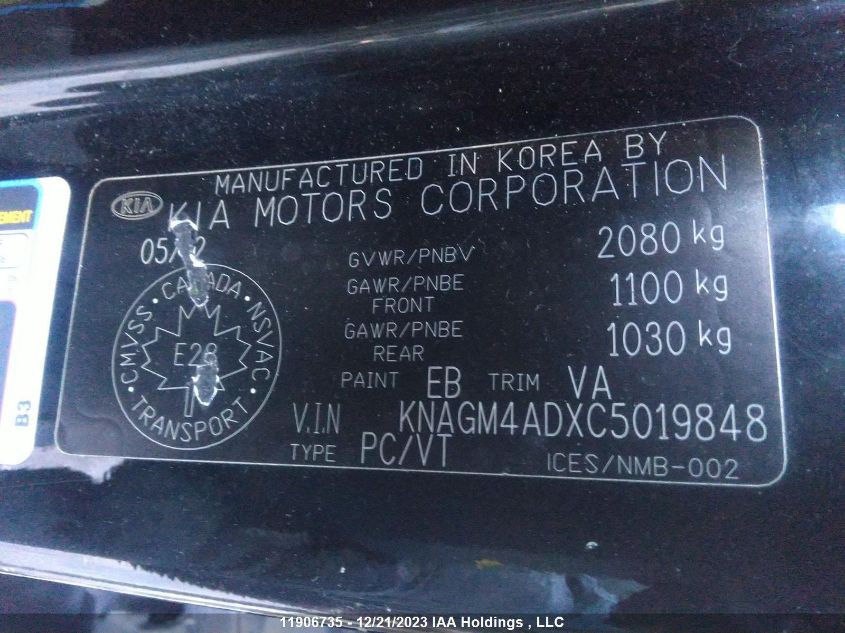 MANUFACTURED IN KOREA BY
KIA KIA MOTORS CORPORATION
GVWR/PNBV 2080 kg
GAWR/PNBE FRONT 1100 kg
GAWR/PNBE REAR 1030 kg
CMVSS · CANADA · NSVAC · TRANSPORT
PAINT EB TRIM VA
V.I.N KNAGM4ADXC5019848
TYPE PC/VT ICES/NMB-002
B3
11906735 - 12/21/2023 IAA Holdings , LLC